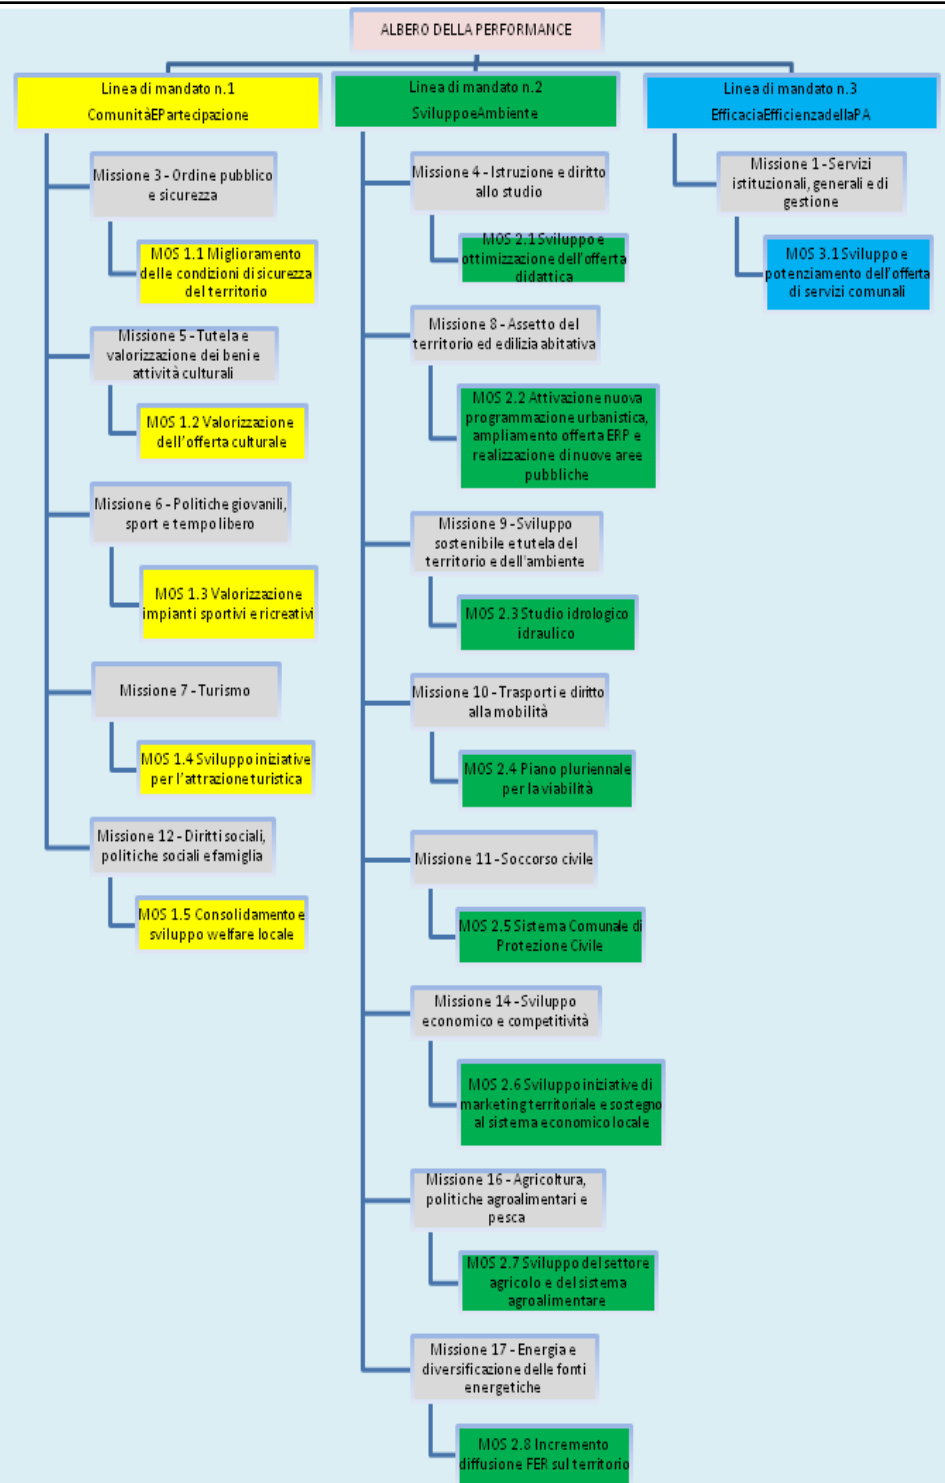 ALBERO DELLA PERFORMANCE
Linea di mandato n.1
ComunitàEPartecipazione
Missione 3 - Ordine pubblico
e sicurezza
MOS 1.1 Miglioramento
delle condizioni di sicurezza
del territorio
Missione 5 - Tutela e
valorizzazione dei beni e
attività culturali
MOS 1.2 Valorizzazione
dell'offerta culturale
Missione 6 - Politiche giovanili,
sport e tempo libero
MOS 1.3 Valorizzazione
impianti sportivi e ricreativi
Missione 7 - Turismo
MOS 1.4 Sviluppo iniziative
per l'attrazione turistica
Missione 12 - Diritti sociali,
politiche sociali e famiglia
MOS 1.5 Consolidamento e
sviluppo welfare locale
Linea di mandato n.2
SviluppoeAmbiente
Missione 4 - Istruzione e diritto
allo studio
MOS 2.1 Sviluppo e
ottimizzazione dell'offerta
didattica
Missione 8 - Assetto del
territorio ed edilizia abitativa
MOS 2.2 Attivazione nuova
programmazione urbanistica,
ampliamento offerta ERP e
realizzazione di nuove aree
pubbliche
Missione 9 - Sviluppo
sostenibile e tutela del
territorio e dell'ambiente
MOS 2.3 Studio idrologico
idraulico
Missione 10 - Trasporti e diritto
alla mobilità
MOS 2.4 Piano pluriennale
per la viabilità
Missione 11 - Soccorso civile
MOS 2.5 Sistema Comunale di
Protezione Civile
Missione 14 - Sviluppo
economico e competitività
MOS 2.6 Sviluppo iniziative di
marketing territoriale e sostegno
al sistema economico locale
Missione 16 - Agricoltura,
politiche agroalimentari e
pesca
MOS 2.7 Sviluppo del settore
agricolo e del sistema
agroalimentare
Missione 17 - Energia e
diversificazione delle fonti
energetiche
MOS 2.8 Incremento
diffusione FER sul territorio
Linea di mandato n.3
EfficaciaEfficienzadellaPA
Missione 1 - Servizi
istituzionali, generali e di
gestione
MOS 3.1 Sviluppo e
potenziamento dell'offerta
di servizi comunali